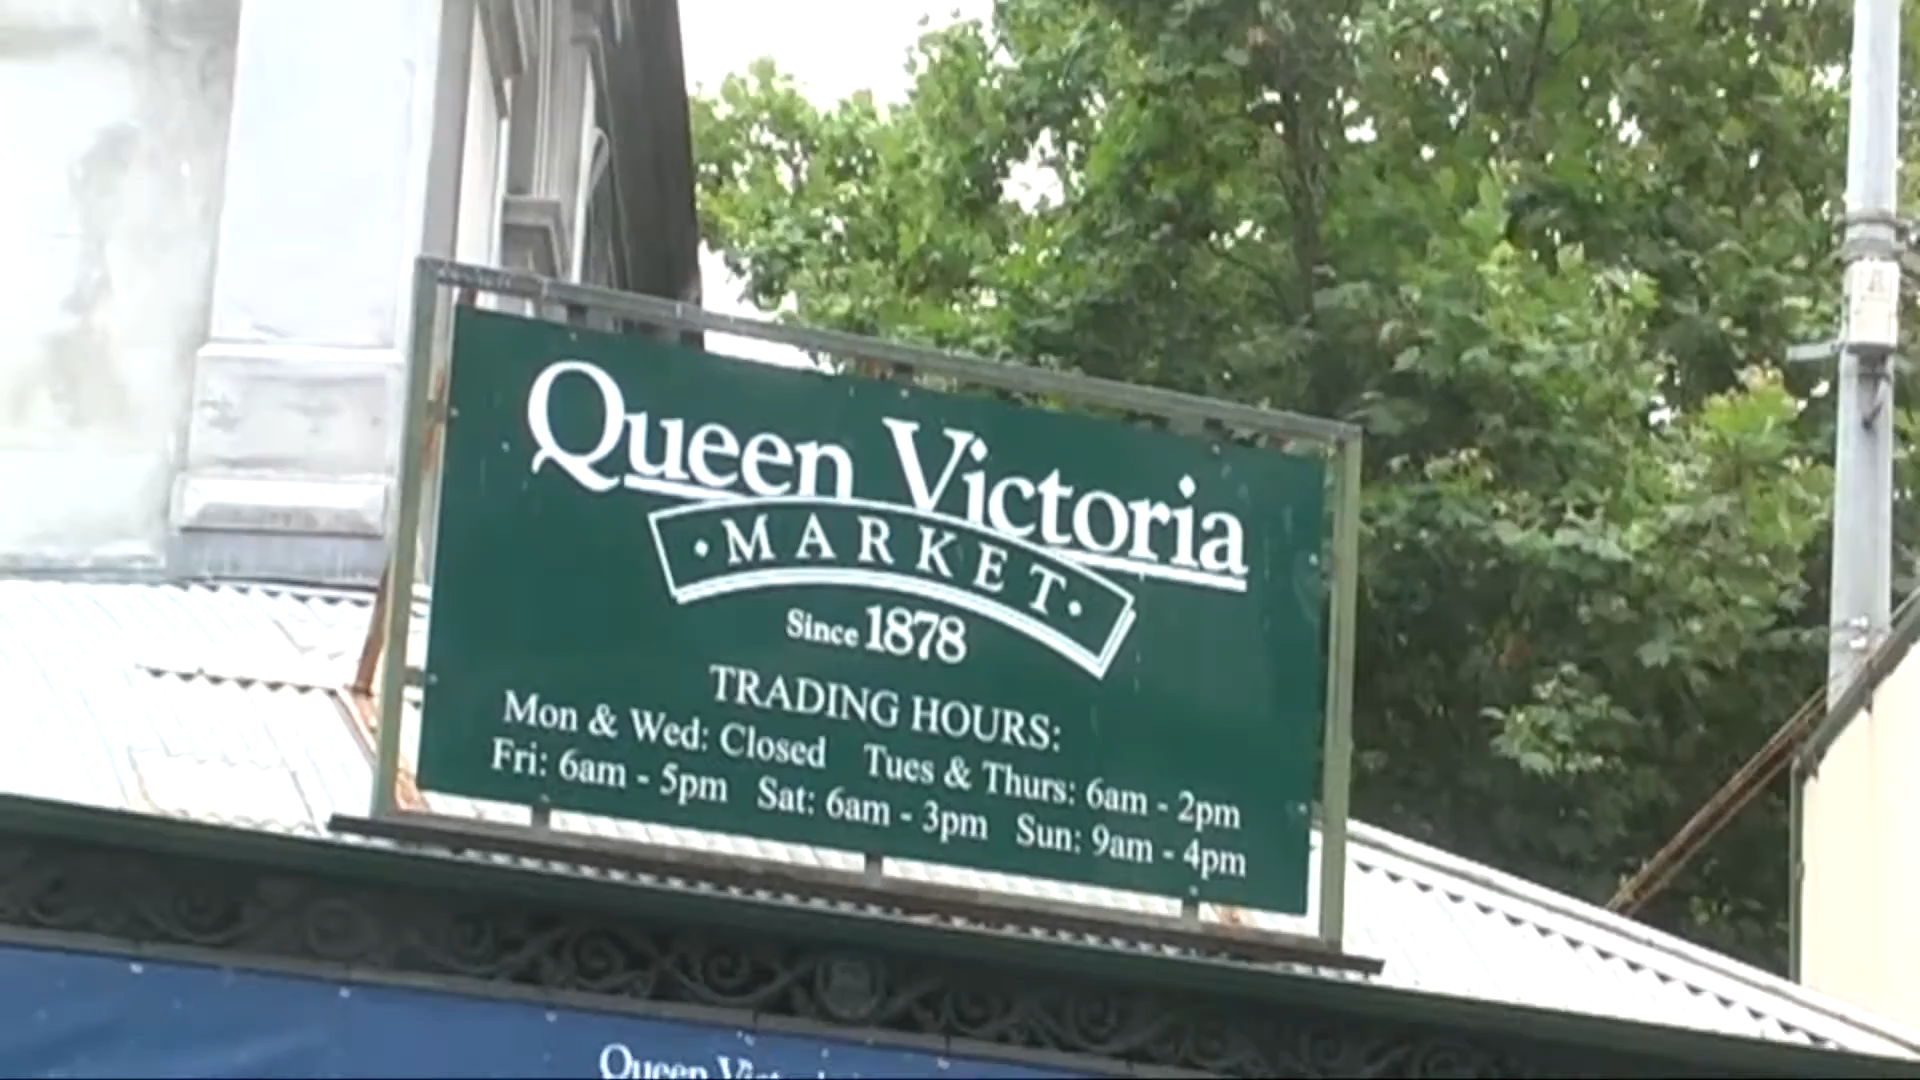 Queen Victoria
• MARKET •
Since 1878
TRADING HOURS:
Mon & Wed: Closed Tues & Thurs: 6am - 2pm
Fri: 6am - 5pm Sat: 6am - 3pm Sun: 9am - 4pm
Queen